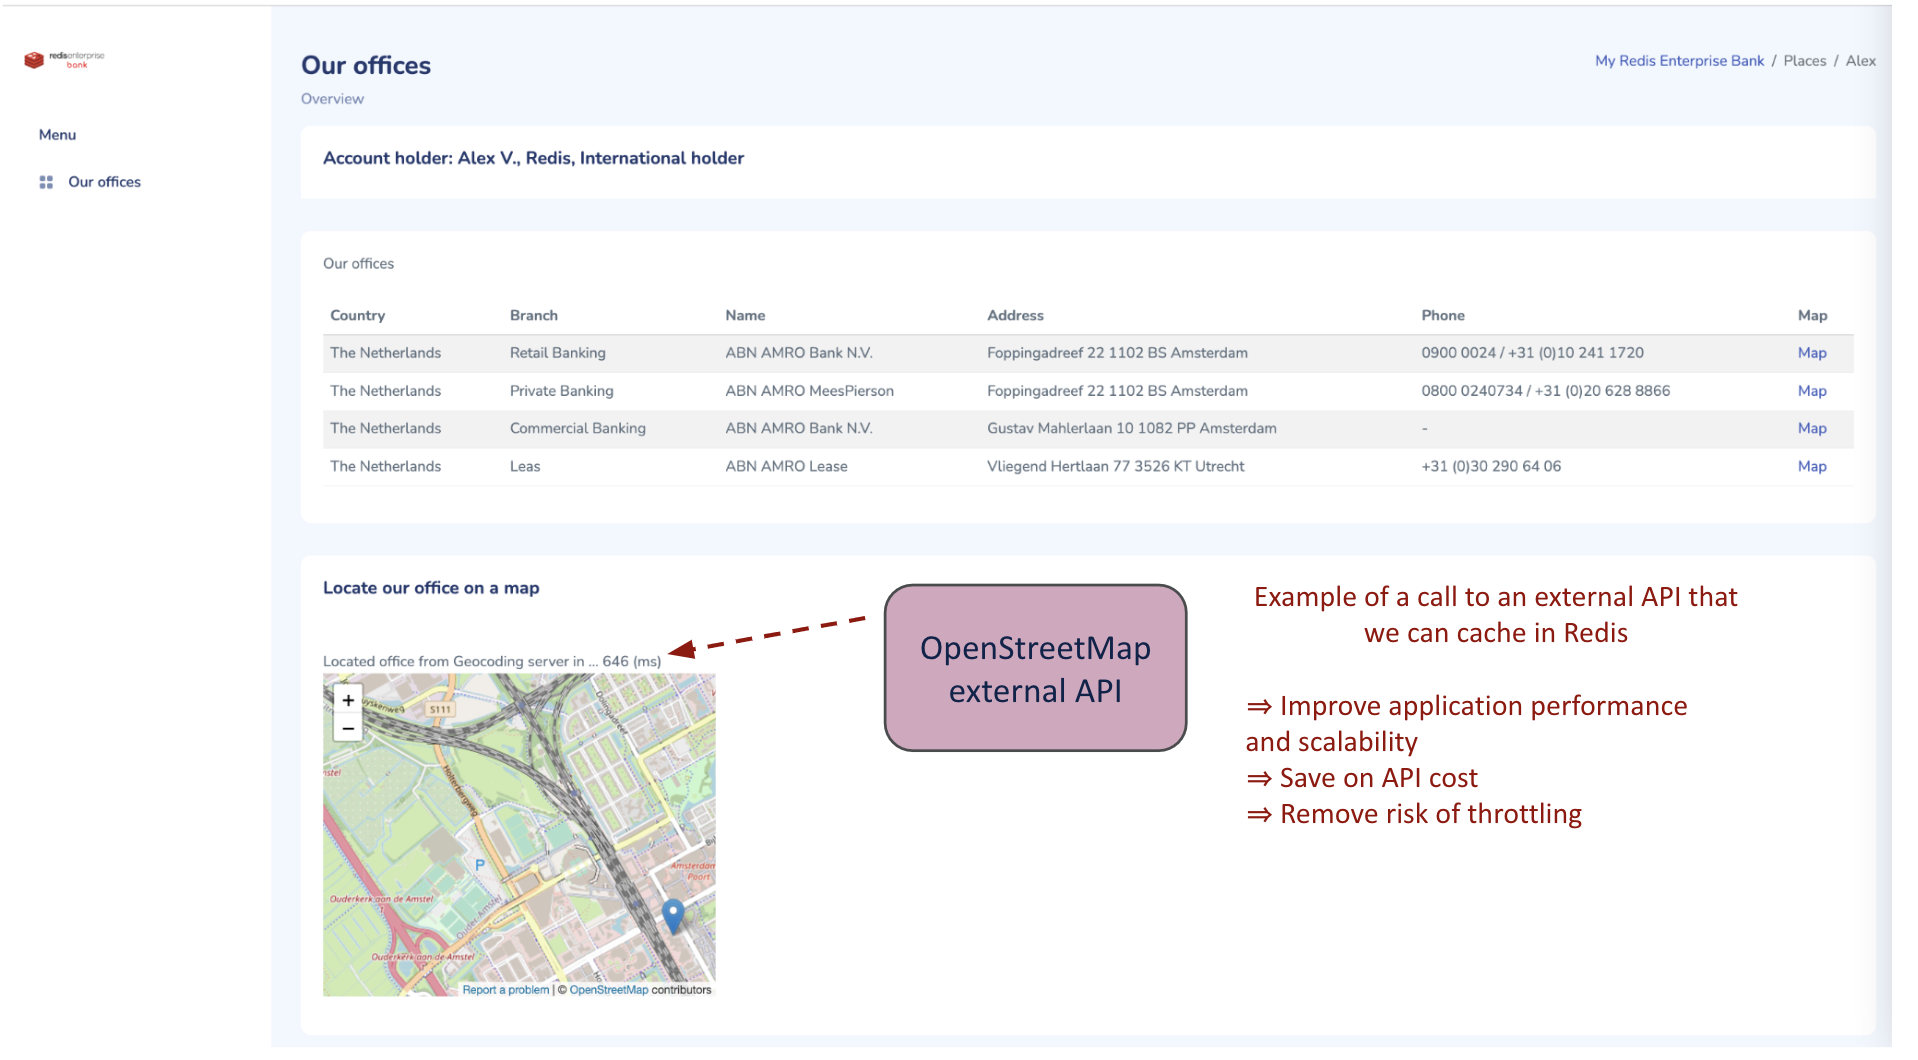 redisenterprise
bank
Menu
Our offices
Our offices
Overview
My Redis Enterprise Bank / Places / Alex
Account holder: Alex V., Redis, International holder
Our offices
Country Branch Name Address Phone Map
The Netherlands Retail Banking ABN AMRO Bank N.V. Foppingadreef 22 1102 BS Amsterdam 0900 0024 / +31 (0)10 241 1720 Map
The Netherlands Private Banking ABN AMRO MeesPierson Foppingadreef 22 1102 BS Amsterdam 0800 0240734 / +31 (0)20 628 8866 Map
The Netherlands Commercial Banking ABN AMRO Bank N.V. Gustav Mahlerlaan 10 1082 PP Amsterdam - Map
The Netherlands Leas ABN AMRO Lease Vliegend Hertlaan 77 3526 KT Utrecht +31 (0)30 290 64 06 Map
Locate our office on a map
Located office from Geocoding server in ... 646 (ms)
+
−
S111
Holterbergweg
P
Amsterdam
Poort
Ouderkerk aan de Amstel
Ouderkerk aan de Amstel
Report a problem | © OpenStreetMap contributors
OpenStreetMap
external API
Example of a call to an external API that
we can cache in Redis
⇒ Improve application performance
and scalability
⇒ Save on API cost
⇒ Remove risk of throttling